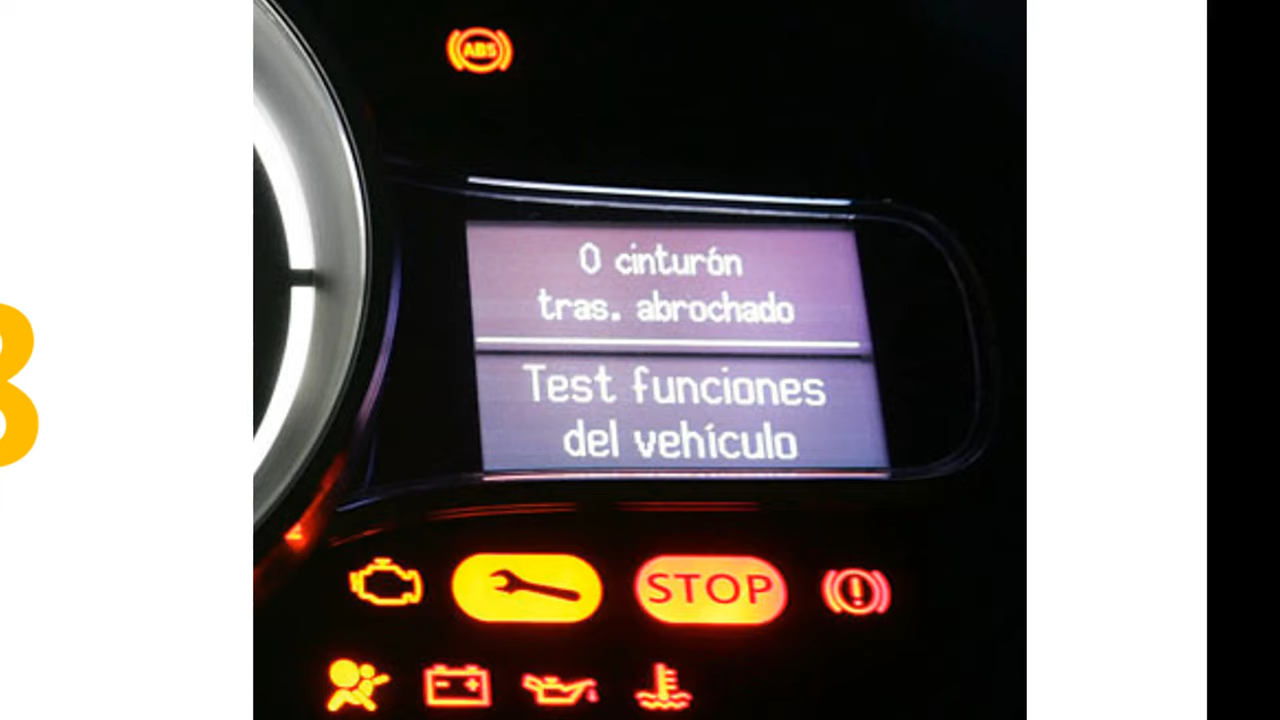 ABS
0 cinturón
tras. abrochado
Test funciones
del vehículo
STOP